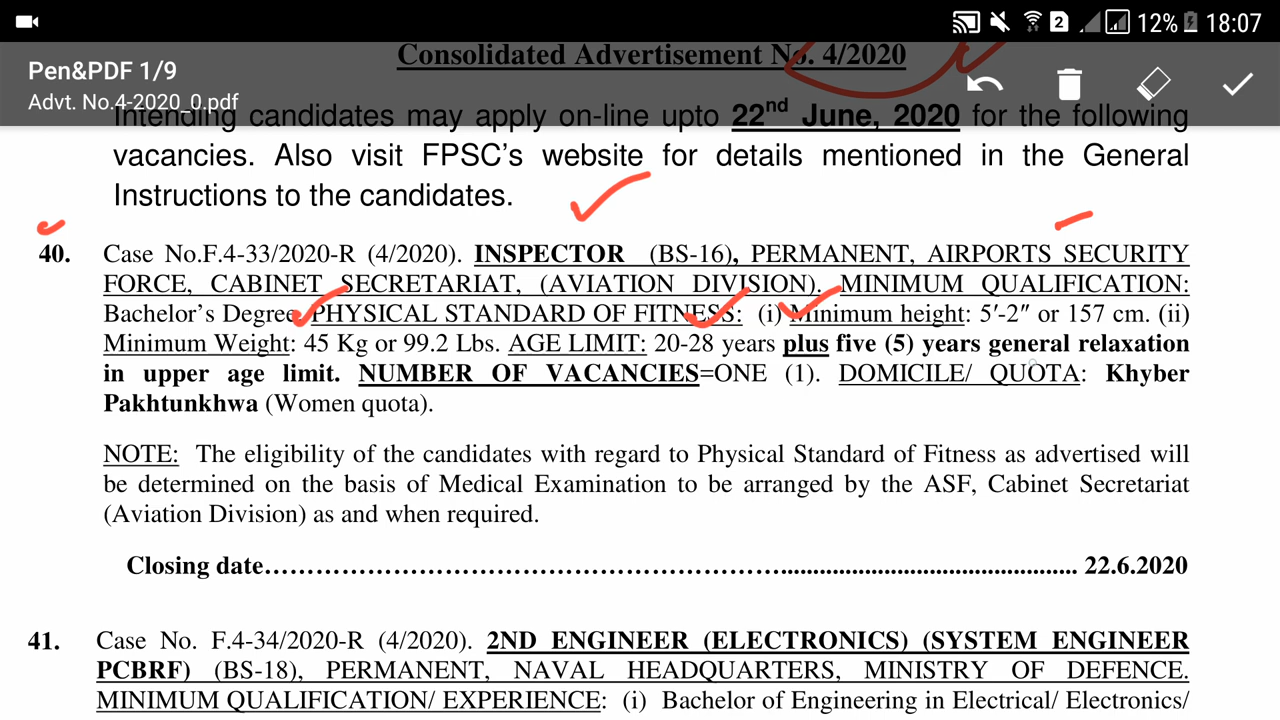 2 12% 18:07
Consolidated Advertisement No. 4/2020
Pen&PDF 1/9
Advt. No.4-2020_0.pdf
Intending candidates may apply on-line upto 22nd June, 2020 for the following
vacancies. Also visit FPSC's website for details mentioned in the General
Instructions to the candidates.
40. Case No.F.4-33/2020-R (4/2020). INSPECTOR (BS-16), PERMANENT, AIRPORTS SECURITY
FORCE, CABINET SECRETARIAT, (AVIATION DIVISION). MINIMUM QUALIFICATION:
Bachelor's Degree PHYSICAL STANDARD OF FITNESS: (i) Minimum height: 5′-2″ or 157 cm. (ii)
Minimum Weight: 45 Kg or 99.2 Lbs. AGE LIMIT: 20-28 years plus five (5) years general relaxation
in upper age limit. NUMBER OF VACANCIES=ONE (1). DOMICILE/ QUOTA: Khyber
Pakhtunkhwa (Women quota).
NOTE: The eligibility of the candidates with regard to Physical Standard of Fitness as advertised will
be determined on the basis of Medical Examination to be arranged by the ASF, Cabinet Secretariat
(Aviation Division) as and when required.
Closing date……………………………………………………………........................................... 22.6.2020
41. Case No. F.4-34/2020-R (4/2020). 2ND ENGINEER (ELECTRONICS) (SYSTEM ENGINEER
PCBRF) (BS-18), PERMANENT, NAVAL HEADQUARTERS, MINISTRY OF DEFENCE.
MINIMUM QUALIFICATION/ EXPERIENCE: (i) Bachelor of Engineering in Electrical/ Electronics/